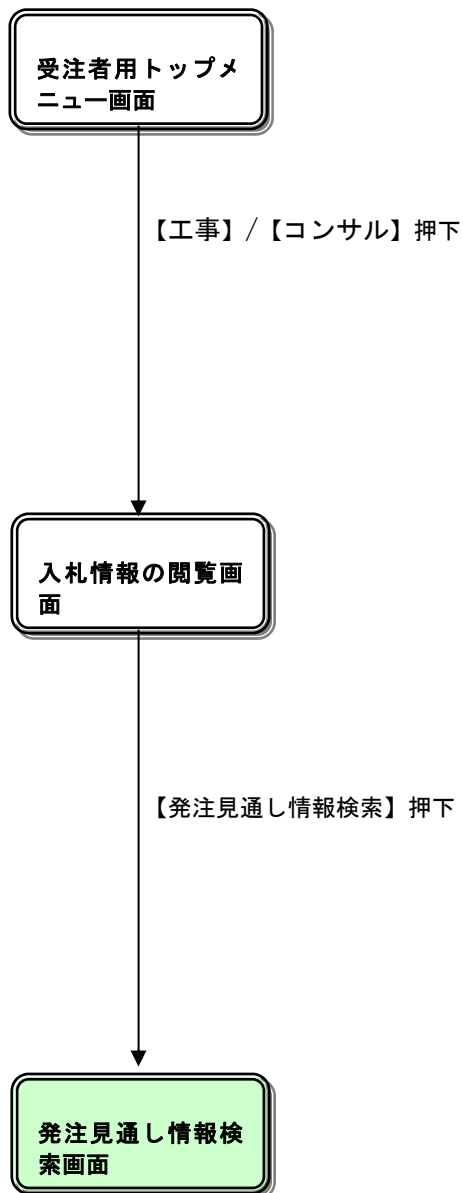 受注者用トップメ
ニュー画面
【工事】/【コンサル】押下
入札情報の閲覧画
面
【発注見通し情報検索】押下
発注見通し情報検
索画面